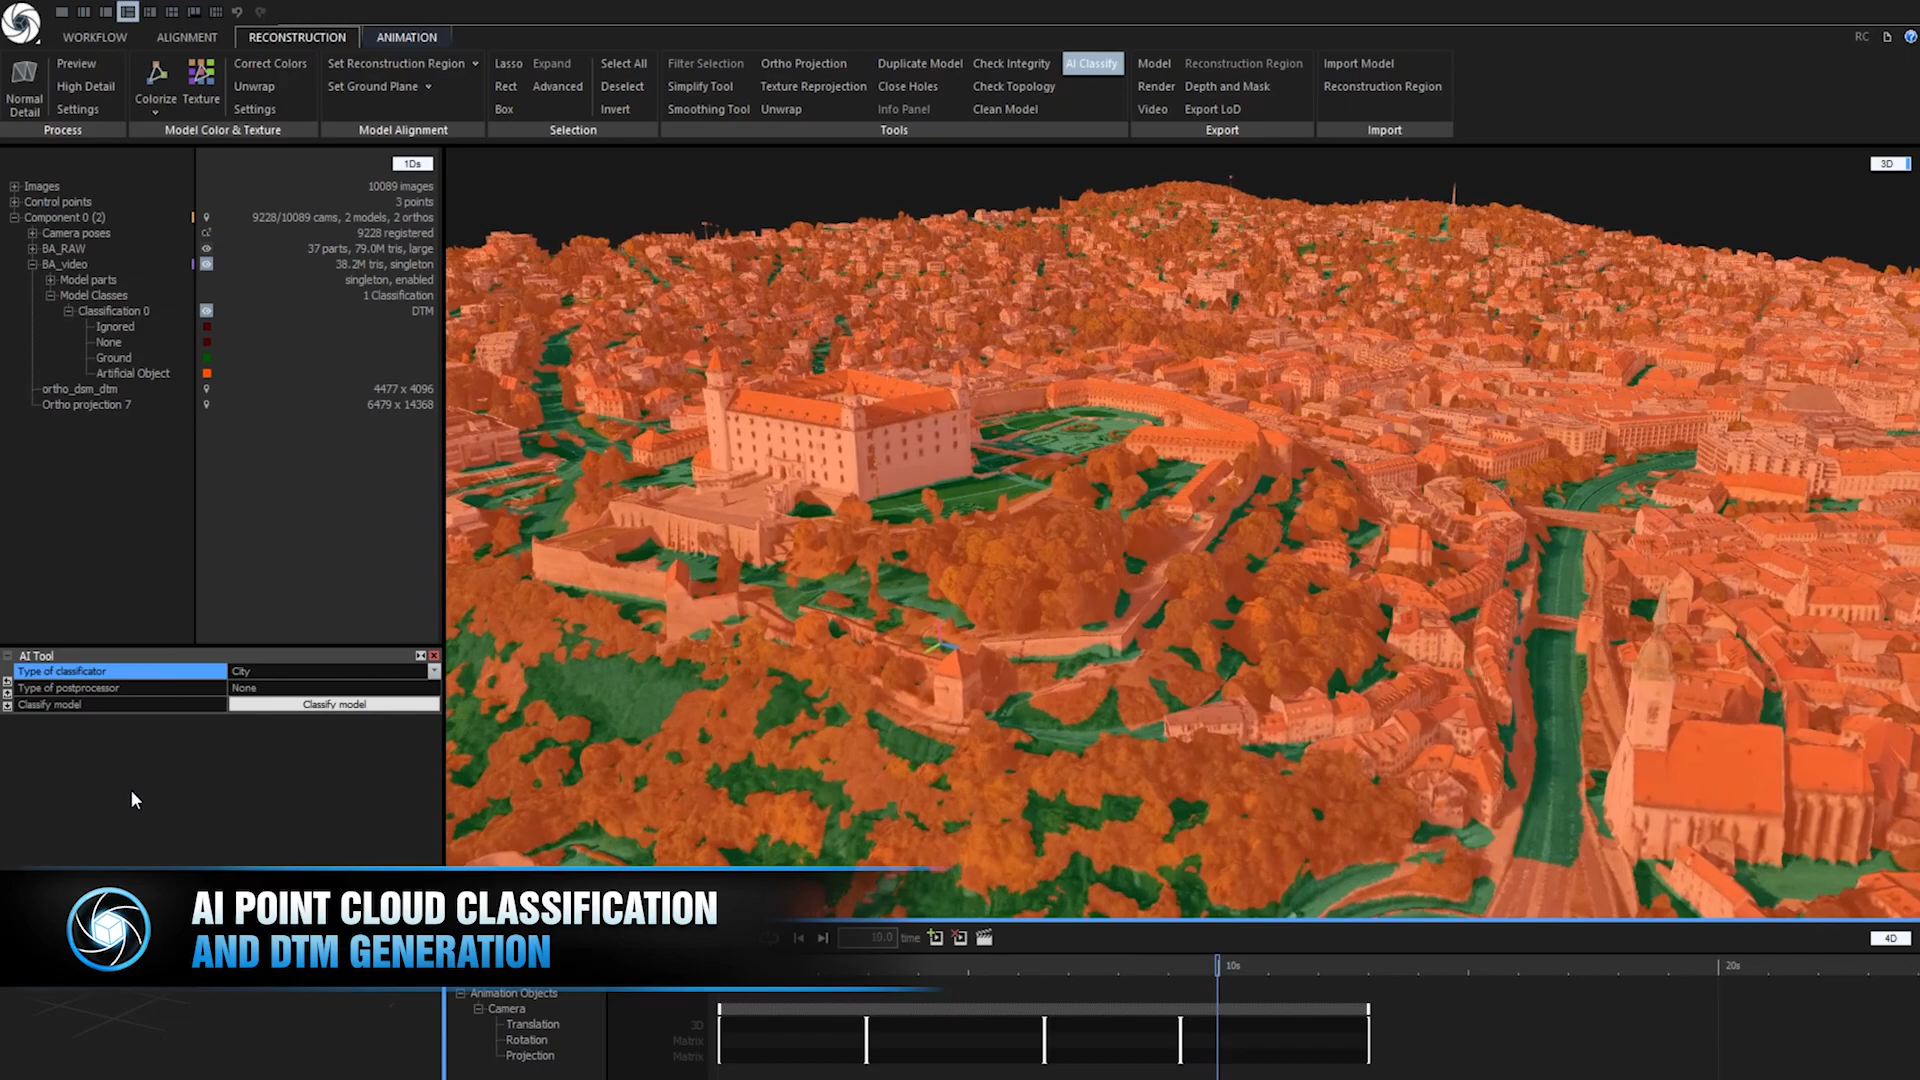 WORKFLOW ALIGNMENT RECONSTRUCTION ANIMATION RC
Preview Correct Colors Set Reconstruction Region Lasso Expand Select All Filter Selection Ortho Projection Duplicate Model Check Integrity AI Classify Model Reconstruction Region Import Model
High Detail Unwrap Set Ground Plane Rect Advanced Deselect Simplify Tool Texture Reprojection Close Holes Check Topology Render Depth and Mask Reconstruction Region
Normal Detail Settings Colorize Texture Settings Box Invert Smoothing Tool Unwrap Info Panel Clean Model Video Export LoD
Process Model Color & Texture Model Alignment Selection Tools Export Import
1Ds 3D
Images 10089 images
Control points 3 points
Component 0 (2) 9228/10089 cams, 2 models, 2 orthos
Camera poses 9228 registered
BA_RAW 37 parts, 79.0M tris, large
BA_video 38.2M tris, singleton
Model parts singleton, enabled
Model Classes 1 Classification
Classification 0 DTM
Ignored
None
Ground
Artificial Object
ortho_dsm_dtm 4477 x 4096
Ortho projection 7 6479 x 14368
AI Tool
Type of classificator City
Type of postprocessor None
Classify model Classify model
AI POINT CLOUD CLASSIFICATION
AND DTM GENERATION
10.0 time 4D
10s 20s
Animation Objects
Camera
Translation 3D
Rotation Matrix
Projection Matrix